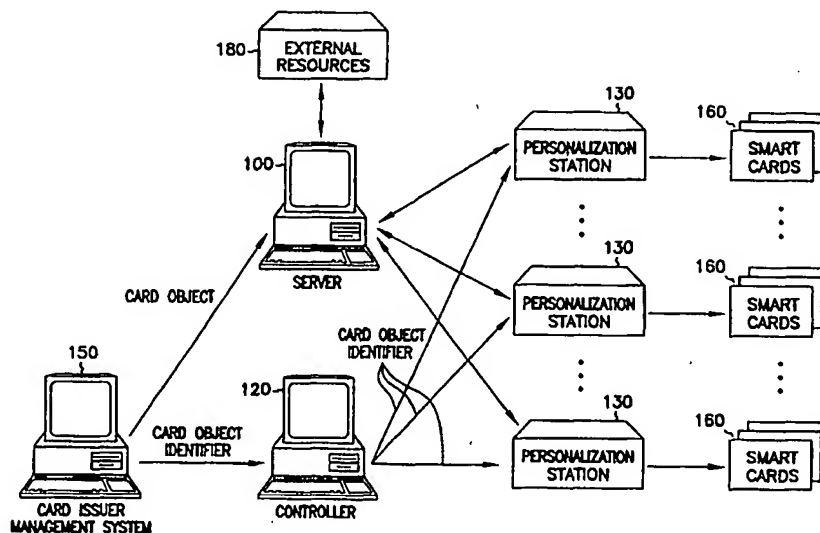 180
EXTERNAL
RESOURCES
100
SERVER
130
PERSONALIZATION
STATION
160
SMART
CARDS
130
PERSONALIZATION
STATION
160
SMART
CARDS
CARD OBJECT
CARD OBJECT
IDENTIFIER
150
CARD ISSUER
MANAGEMENT SYSTEM
CARD OBJECT
IDENTIFIER
120
CONTROLLER
130
PERSONALIZATION
STATION
160
SMART
CARDS